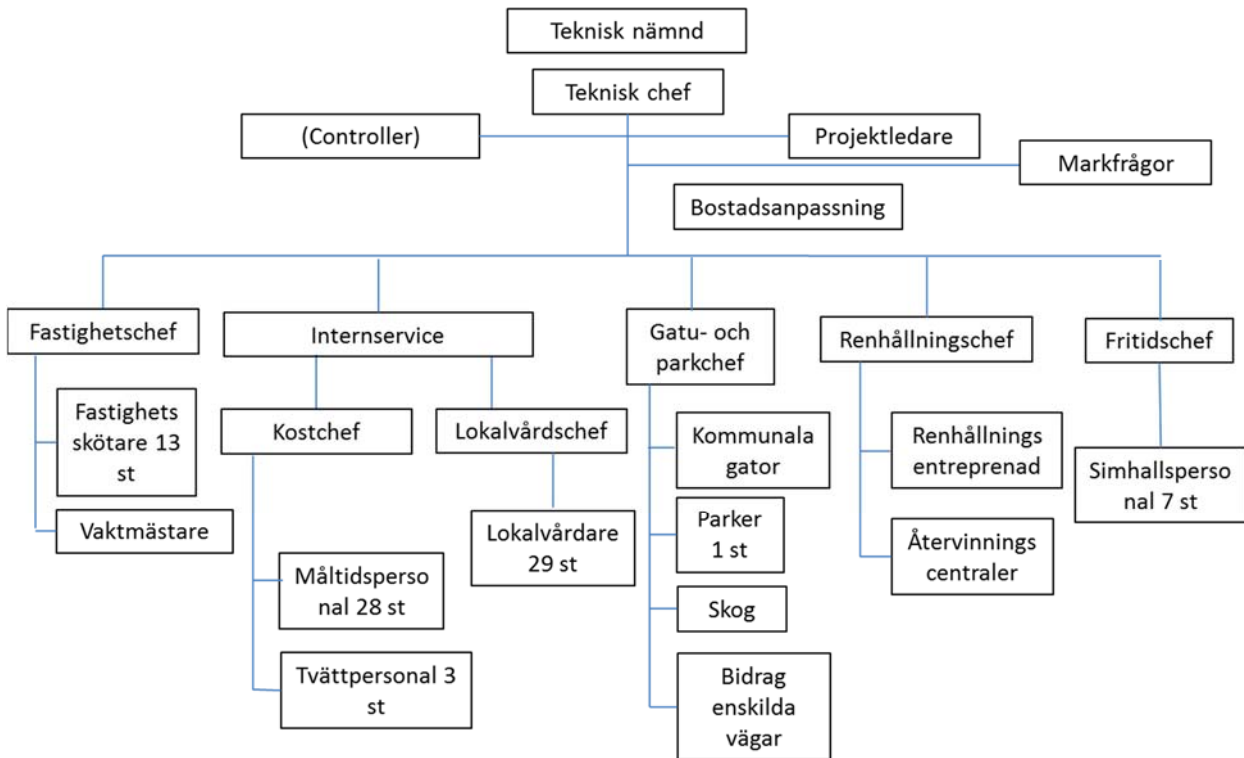 Teknisk nämnd
Teknisk chef
(Controller)
Projektledare
Markfrågor
Bostadsanpassning
Fastighetschef
Internservice
Gatu- och
parkchef
Renhållningschef
Fritidschef
Fastighets
skötare 13
st
Vaktmästare
Kostchef
Lokalvårdschef
Måltidsperso
nal 28 st
Tvättpersonal 3
st
Lokalvårdare
29 st
Kommunala
gator
Parker
1 st
Skog
Bidrag
enskilda
vägar
Renhållnings
entreprenad
Återvinnings
centraler
Simhallsperso
nal 7 st